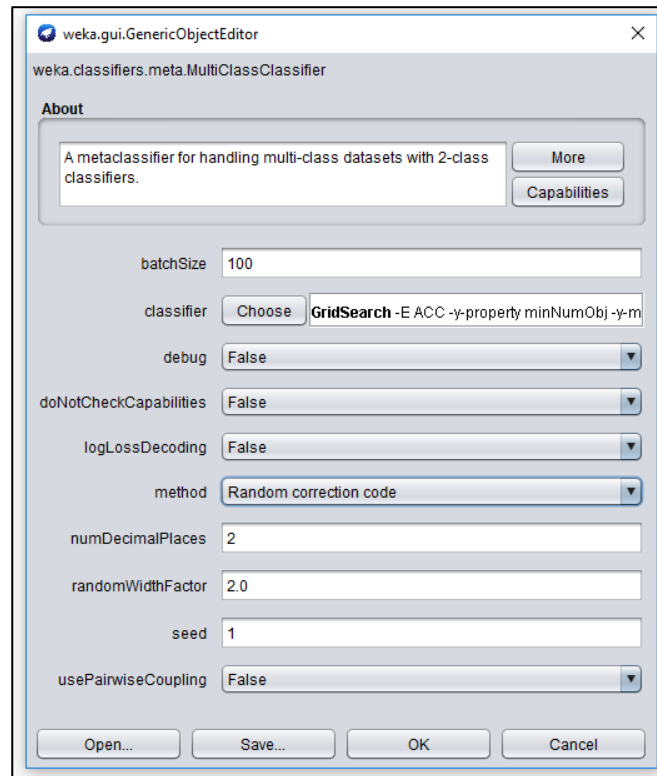 weka.gui.GenericObjectEditor
weka.classifiers.meta.MultiClassClassifier
About
A metaclassifier for handling multi-class datasets with 2-class
classifiers.
More
Capabilities
batchSize 100
classifier Choose GridSearch -E ACC -y-property minNumObj -y-m
debug False
doNotCheckCapabilities False
logLossDecoding False
method Random correction code
numDecimalPlaces 2
randomWidthFactor 2.0
seed 1
usePairwiseCoupling False
Open... Save... OK Cancel